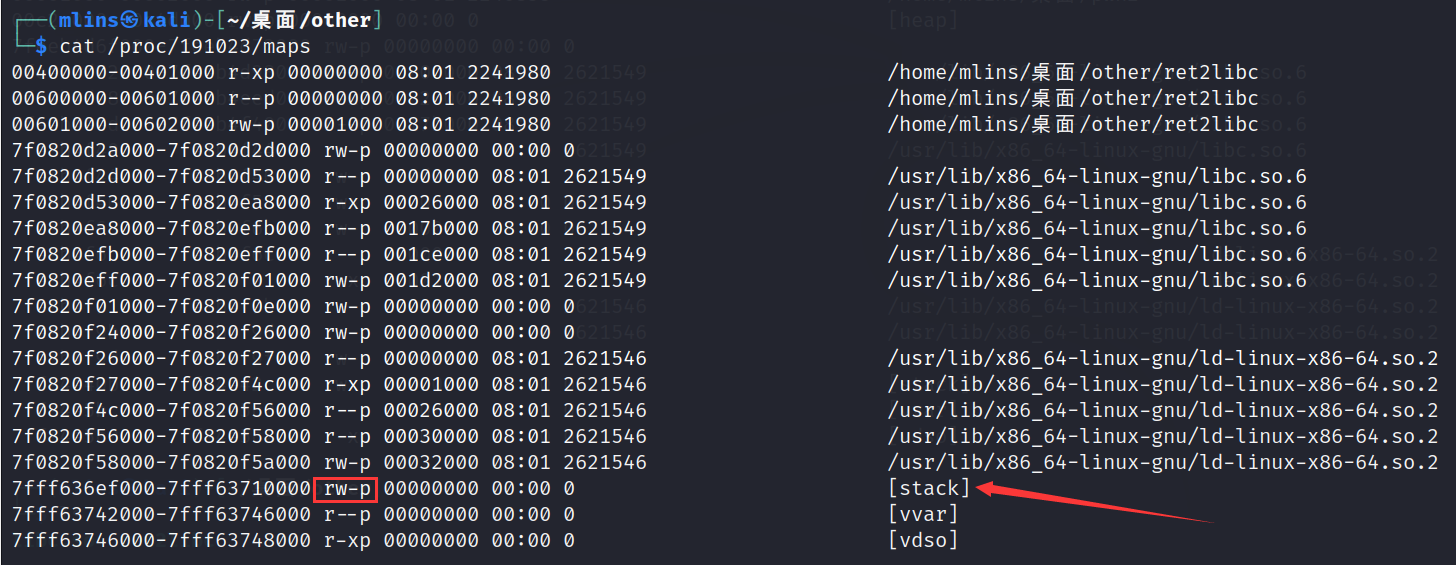 ┌──(mlins㉿kali)-[~/桌面/other]
└─$ cat /proc/191023/maps
00400000-00401000 r-xp 00000000 08:01 2241980 /home/mlins/桌面/other/ret2libc
00600000-00601000 r--p 00000000 08:01 2241980 /home/mlins/桌面/other/ret2libc
00601000-00602000 rw-p 00001000 08:01 2241980 /home/mlins/桌面/other/ret2libc
7f0820d2a000-7f0820d2d000 rw-p 00000000 00:00 0
7f0820d2d000-7f0820d53000 r--p 00000000 08:01 2621549 /usr/lib/x86_64-linux-gnu/libc.so.6
7f0820d53000-7f0820ea8000 r-xp 00026000 08:01 2621549 /usr/lib/x86_64-linux-gnu/libc.so.6
7f0820ea8000-7f0820efb000 r--p 0017b000 08:01 2621549 /usr/lib/x86_64-linux-gnu/libc.so.6
7f0820efb000-7f0820eff000 r--p 001ce000 08:01 2621549 /usr/lib/x86_64-linux-gnu/libc.so.6
7f0820eff000-7f0820f01000 rw-p 001d2000 08:01 2621549 /usr/lib/x86_64-linux-gnu/libc.so.6
7f0820f01000-7f0820f0e000 rw-p 00000000 00:00 0
7f0820f24000-7f0820f26000 rw-p 00000000 00:00 0
7f0820f26000-7f0820f27000 r--p 00000000 08:01 2621546 /usr/lib/x86_64-linux-gnu/ld-linux-x86-64.so.2
7f0820f27000-7f0820f4c000 r-xp 00001000 08:01 2621546 /usr/lib/x86_64-linux-gnu/ld-linux-x86-64.so.2
7f0820f4c000-7f0820f56000 r--p 00026000 08:01 2621546 /usr/lib/x86_64-linux-gnu/ld-linux-x86-64.so.2
7f0820f56000-7f0820f58000 r--p 00030000 08:01 2621546 /usr/lib/x86_64-linux-gnu/ld-linux-x86-64.so.2
7f0820f58000-7f0820f5a000 rw-p 00032000 08:01 2621546 /usr/lib/x86_64-linux-gnu/ld-linux-x86-64.so.2
7fff636ef000-7fff63710000 rw-p 00000000 00:00 0 [stack]
7fff63742000-7fff63746000 r--p 00000000 00:00 0 [vvar]
7fff63746000-7fff63748000 r-xp 00000000 00:00 0 [vdso]